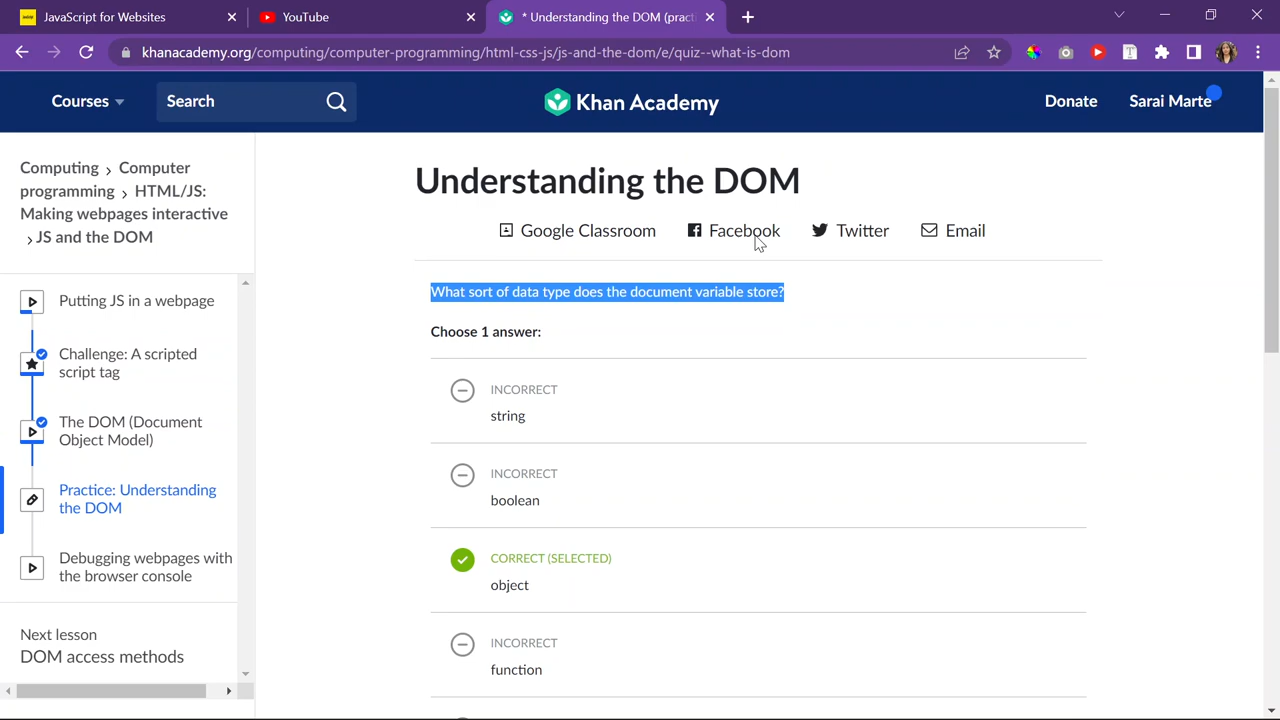 JavaScript for Websites
YouTube
* Understanding the DOM (practi
khanacademy.org/computing/computer-programming/html-css-js/js-and-the-dom/e/quiz--what-is-dom
Courses
Search
Khan Academy
Donate
Sarai Marte
Computing > Computer
programming > HTML/JS:
Making webpages interactive
> JS and the DOM
Putting JS in a webpage
Challenge: A scripted
script tag
The DOM (Document
Object Model)
Practice: Understanding
the DOM
Debugging webpages with
the browser console
Next lesson
DOM access methods
Understanding the DOM
Google Classroom
Facebook
Twitter
Email
What sort of data type does the document variable store?
Choose 1 answer:
INCORRECT
string
INCORRECT
boolean
CORRECT (SELECTED)
object
INCORRECT
function